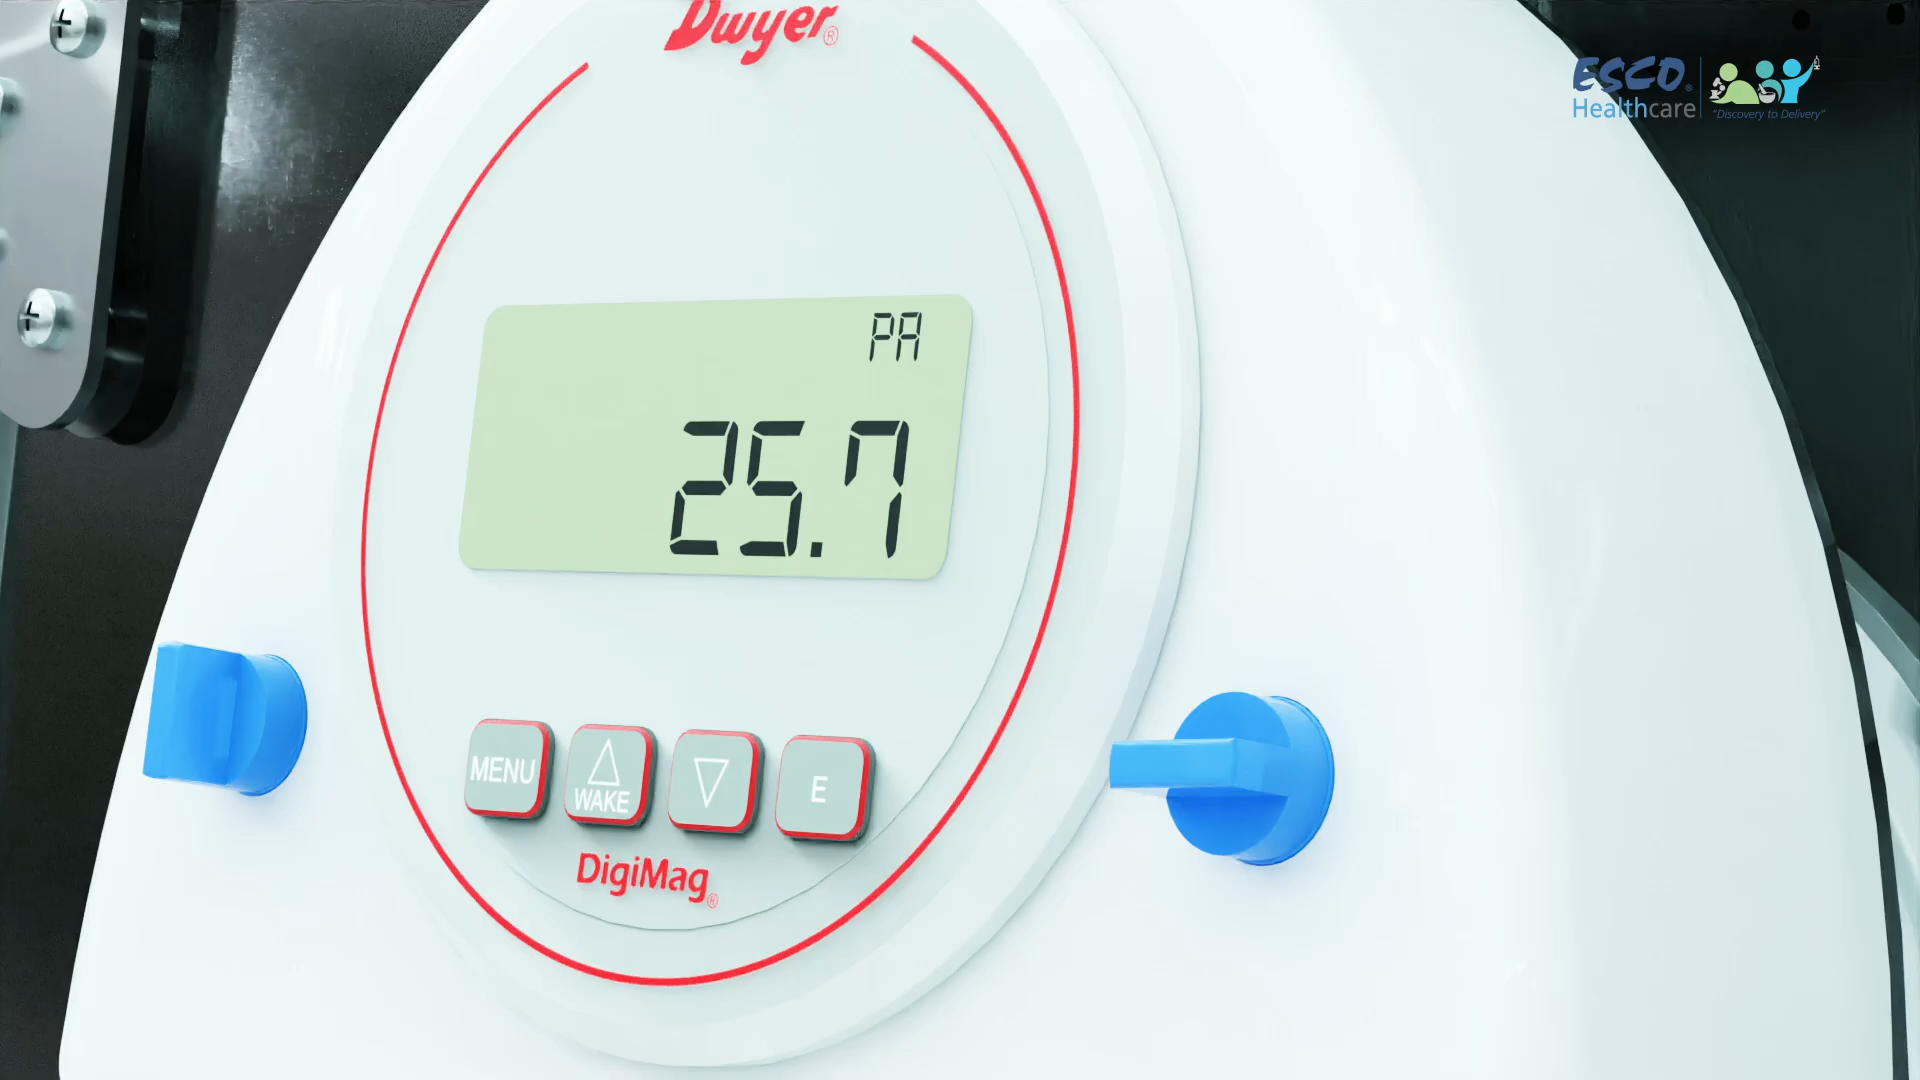 Dwyer®
ESCO®
Healthcare
"Discovery to Delivery"
PA
25.7
MENU
WAKE
E
DigiMag®